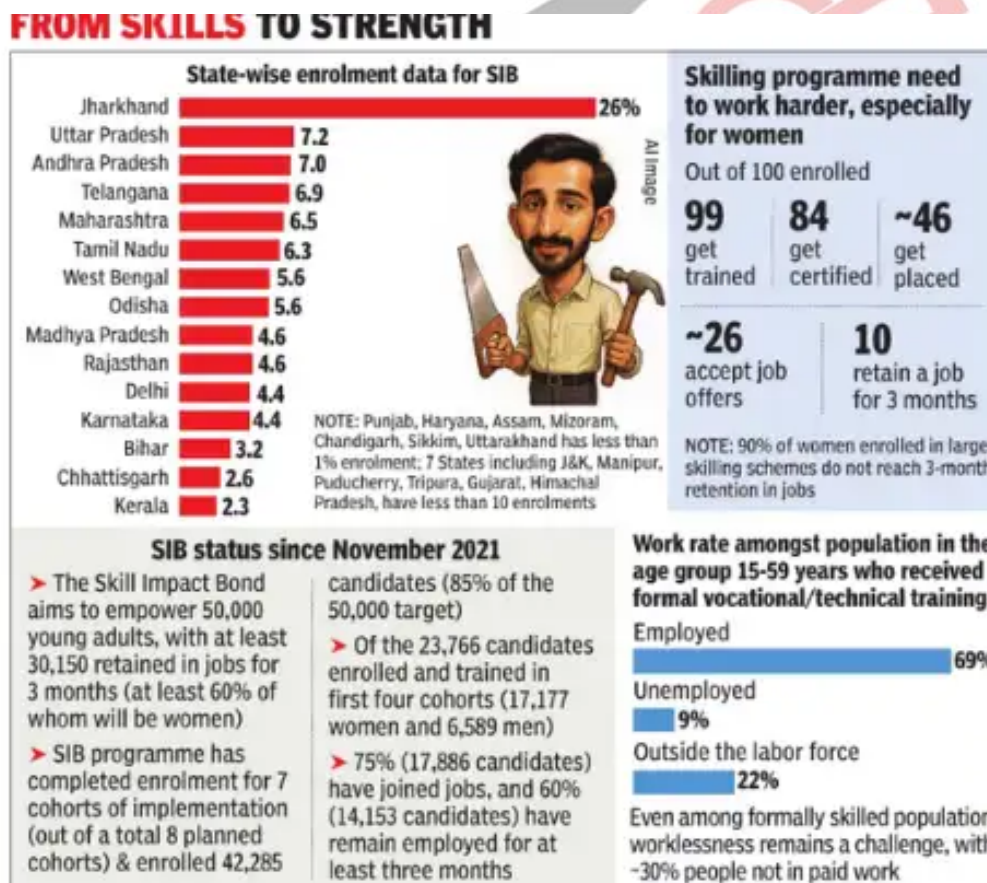 FROM SKILLS TO STRENGTH
State-wise enrolment data for SIB
Jharkhand 26%
Uttar Pradesh 7.2
Andhra Pradesh 7.0
Telangana 6.9
Maharashtra 6.5
Tamil Nadu 6.3
West Bengal 5.6
Odisha 5.6
Madhya Pradesh 4.6
Rajasthan 4.6
Delhi 4.4
Karnataka 4.4
Bihar 3.2
Chhattisgarh 2.6
Kerala 2.3
AI Image
NOTE: Punjab, Haryana, Assam, Mizoram,
Chandigarh, Sikkim, Uttarakhand has less than
1% enrolment; 7 States including J&K, Manipur,
Puducherry, Tripura, Gujarat, Himachal
Pradesh, have less than 10 enrolments
Skilling programme need
to work harder, especially
for women
Out of 100 enrolled
99 84 ~46
get get get
trained certified placed
~26 10
accept job retain a job
offers for 3 months
NOTE: 90% of women enrolled in large
skilling schemes do not reach 3-month
retention in jobs
SIB status since November 2021
➤ The Skill Impact Bond
aims to empower 50,000
young adults, with at least
30,150 retained in jobs for
3 months (at least 60% of
whom will be women)
➤ SIB programme has
completed enrolment for 7
cohorts of implementation
(out of a total 8 planned
cohorts) & enrolled 42,285
candidates (85% of the
50,000 target)
➤ Of the 23,766 candidates
enrolled and trained in
first four cohorts (17,177
women and 6,589 men)
➤ 75% (17,886 candidates)
have joined jobs, and 60%
(14,153 candidates) have
remain employed for at
least three months
Work rate amongst population in the
age group 15-59 years who received
formal vocational/technical training
Employed
69%
Unemployed
9%
Outside the labor force
22%
Even among formally skilled population
worklessness remains a challenge, with
~30% people not in paid work